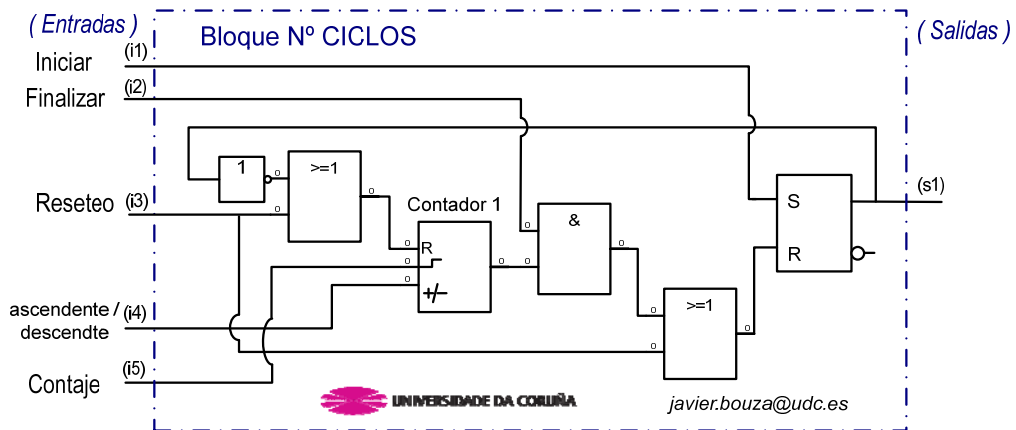 ( Entradas )
Bloque Nº CICLOS
( Salidas )
Iniciar (i1)
Finalizar (i2)
1
o
>=1
o
o
Reseteo (i3)
Contador 1
R
o
o
o
+/-
o
o
o
o
&
o
S
R
(s1)
ascendente /
descendte
(i4)
o
o
>=1
o
Contaje (i5)
UNIVERSIDADE DA CORUÑA
javier.bouza@udc.es